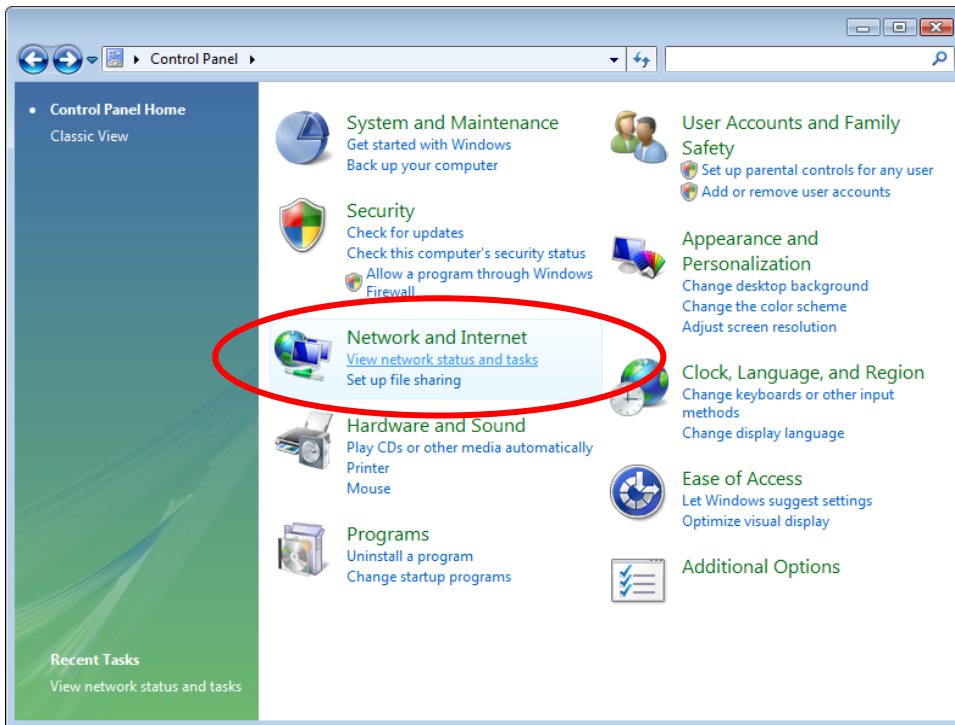 Control Panel
Control Panel Home
Classic View
System and Maintenance
Get started with Windows
Back up your computer
Security
Check for updates
Check this computer's security status
Allow a program through Windows
Firewall
Network and Internet
View network status and tasks
Set up file sharing
Hardware and Sound
Play CDs or other media automatically
Printer
Mouse
Programs
Uninstall a program
Change startup programs
User Accounts and Family
Safety
Set up parental controls for any user
Add or remove user accounts
Appearance and
Personalization
Change desktop background
Change the color scheme
Adjust screen resolution
Clock, Language, and Region
Change keyboards or other input
methods
Change display language
Ease of Access
Let Windows suggest settings
Optimize visual display
Additional Options
Recent Tasks
View network status and tasks